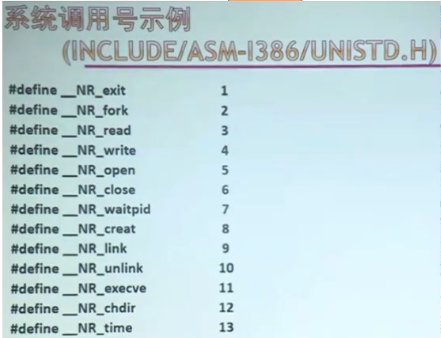 系统调用号示例
(INCLUDE/ASM-I386/UNISTD.H)
#define __NR_exit 1
#define __NR_fork 2
#define __NR_read 3
#define __NR_write 4
#define __NR_open 5
#define __NR_close 6
#define __NR_waitpid 7
#define __NR_creat 8
#define __NR_link 9
#define __NR_unlink 10
#define __NR_execve 11
#define __NR_chdir 12
#define __NR_time 13